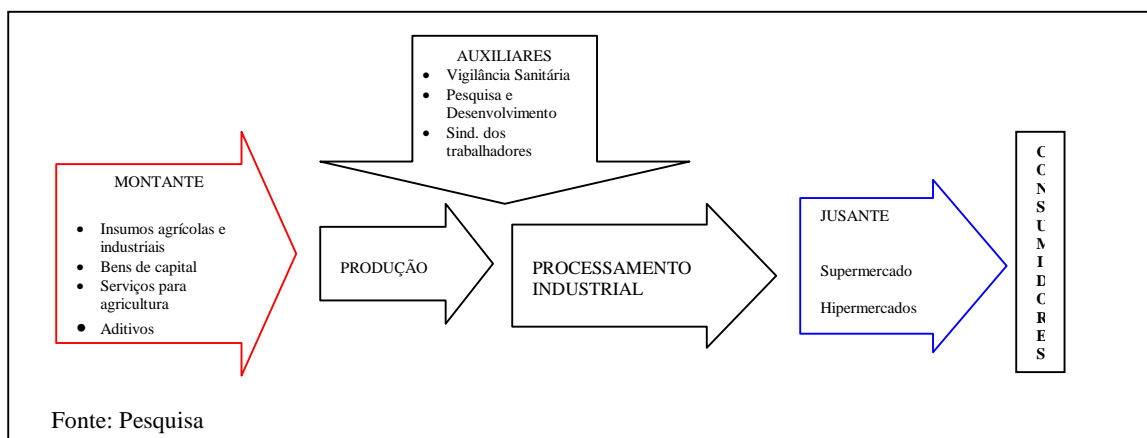 AUXILIARES
• Vigilância Sanitária
• Pesquisa e
Desenvolvimento
• Sind. dos
trabalhadores
MONTANTE
• Insumos agrícolas e
industriais
• Bens de capital
• Serviços para
agricultura
• Aditivos
PRODUÇÃO
PROCESSAMENTO
INDUSTRIAL
JUSANTE
Supermercado
Hipermercados
CONSUMIDORES
Fonte: Pesquisa